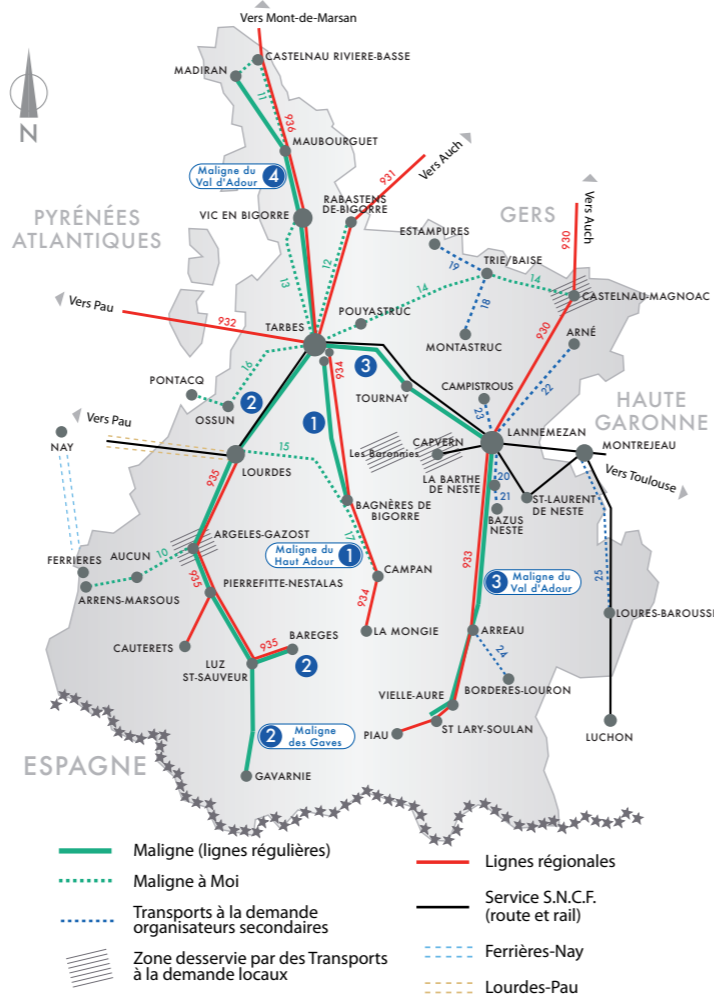 Vers Mont-de-Marsan
CASTELNAU RIVIERE-BASSE
MADIRAN
11
936
N
MAUBOURGUET
Maligne du
Val d'Adour
4
931
Vers Auch
RABASTENS
DE-BIGORRE
VIC EN BIGORRE
PYRÉNÉES
ATLANTIQUES
GERS
930
Vers Auch
ESTAMPURES
19
TRIE/BAISE
12
13
14
14
18
CASTELNAU-MAGNOAC
Vers Pau
932
POUYASTRUC
TARBES
MONTASTRUC
930
ARNÉ
934
3
16
PONTACQ
OSSUN
2
TOURNAY
CAMPISTROUS
22
23
HAUTE
GARONNE
Vers Pau
NAY
1
LANNEMEZAN
CAPVERN
Les Baronnies
MONTREJEAU
Vers Toulouse
15
LOURDES
935
LA BARTHE
DE NESTE
20
21
ST-LAURENT
DE NESTE
BAZUS
NESTE
BAGNÈRES DE
BIGORRE
17
ARGELES-GAZOST
Maligne du
Haut Adour
1
933
FERRIERES
AUCUN
10
ARRENS-MARSOUS
935
PIERREFITTE-NESTALAS
CAMPAN
934
3
Maligne du
Val d'Adour
25
LOURES-BAROUSSE
CAUTERETS
935
BAREGES
2
LA MONGIE
ARREAU
24
LUZ
ST-SAUVEUR
BORDERES-LOURON
VIELLE-AURE
2
Maligne
des Gaves
PIAU
ST LARY-SOULAN
LUCHON
ESPAGNE
GAVARNIE
Maligne (lignes régulières)
Maligne à Moi
Transports à la demande
organisateurs secondaires
Zone desservie par des Transports
à la demande locaux
Lignes régionales
Service S.N.C.F.
(route et rail)
Ferrières-Nay
Lourdes-Pau